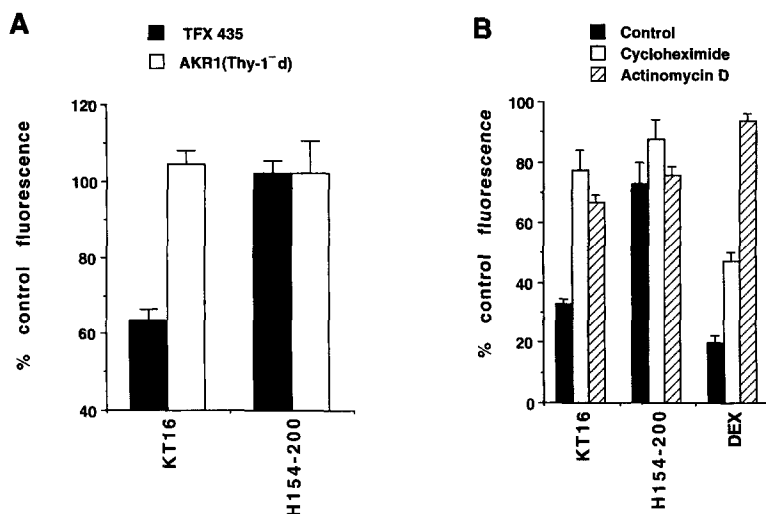 A
TFX 435
AKR1(Thy-1⁻ d)
% control fluorescence
120
100
80
60
40
KT16
H154-200
B
Control
Cycloheximide
Actinomycin D
% control fluorescence
100
80
60
40
20
0
KT16
H154-200
DEX